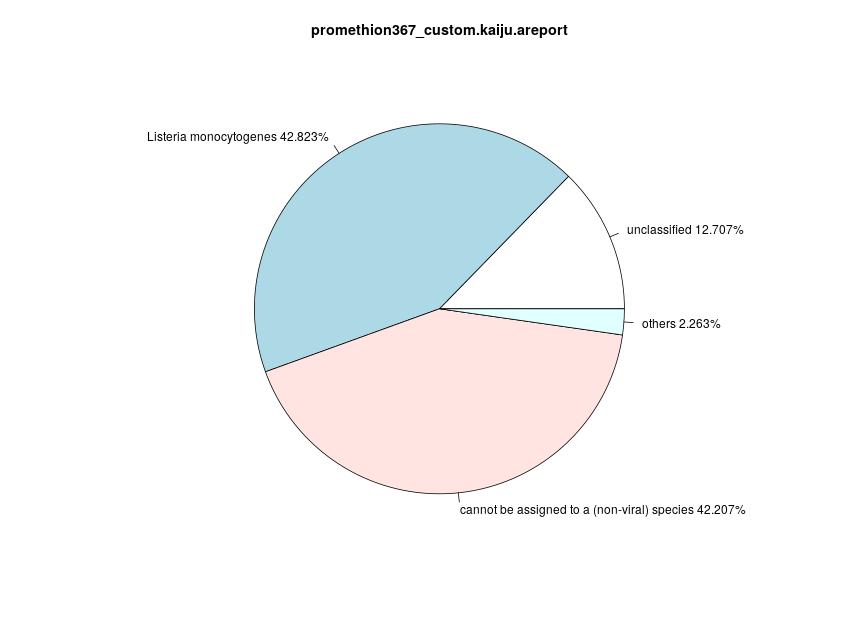 promethion367_custom.kaiju.areport
Listeria monocytogenes 42.823%
unclassified 12.707%
others 2.263%
cannot be assigned to a (non-viral) species 42.207%